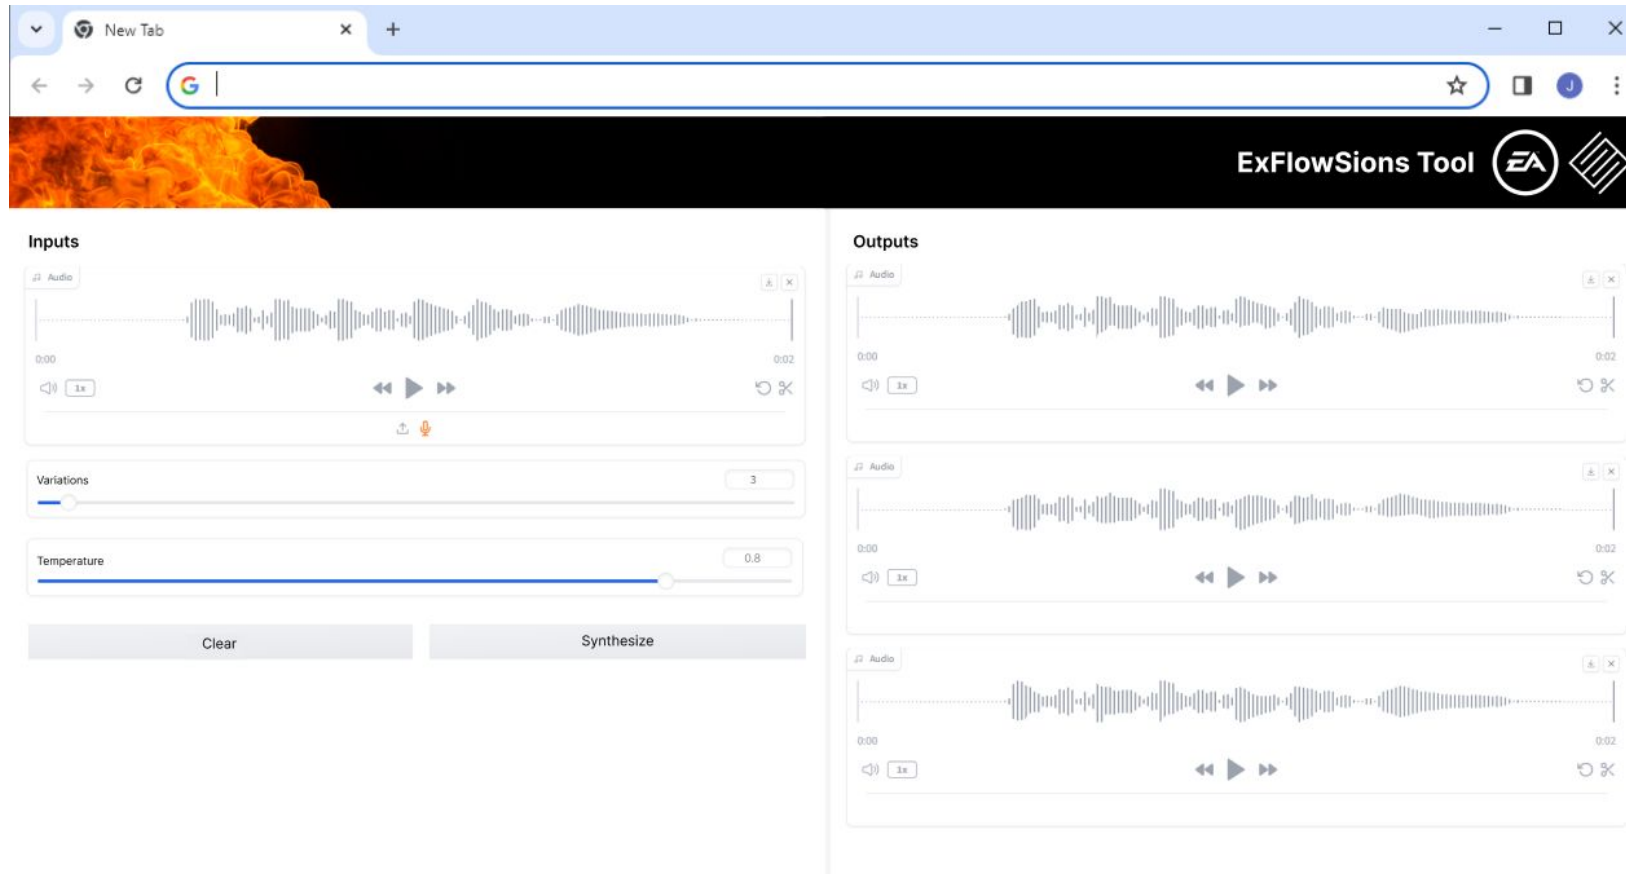 New Tab
G
J
ExFlowSions Tool EA
Inputs
Audio
0:00 0:02
1x
Variations 3
Temperature 0.8
Clear Synthesize
Outputs
Audio
0:00 0:02
1x
Audio
0:00 0:02
1x
Audio
0:00 0:02
1x